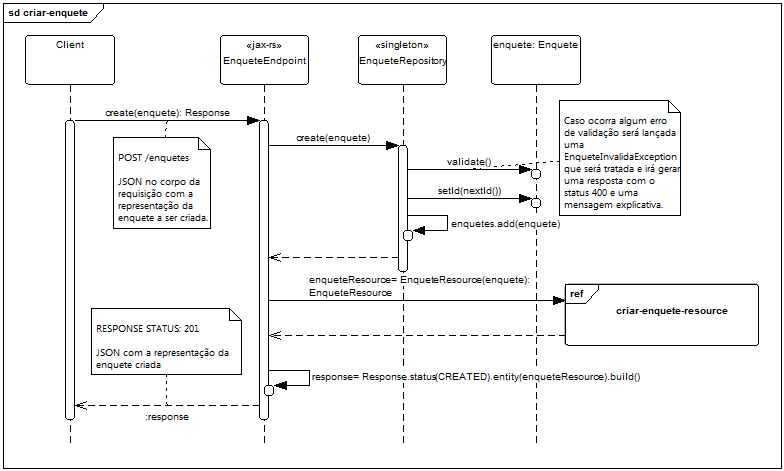 sd criar-enquete
Client
«jax-rs»
EnqueteEndpoint
«singleton»
EnqueteRepository
enquete: Enquete
create(enquete): Response
POST /enquetes
JSON no corpo da
requisição com a
representação da
enquete a ser criada.
create(enquete)
validate()
Caso ocorra algum erro
de validação será lançada
uma
EnqueteInvalidaException
que será tratada e irá gerar
uma resposta com o
status 400 e uma
mensagem explicativa.
setId(nextId())
enquetes.add(enquete)
enqueteResource= EnqueteResource(enquete):
EnqueteResource
ref
criar-enquete-resource
RESPONSE STATUS: 201
JSON com a representação da
enquete criada
response= Response.status(CREATED).entity(enqueteResource).build()
:response